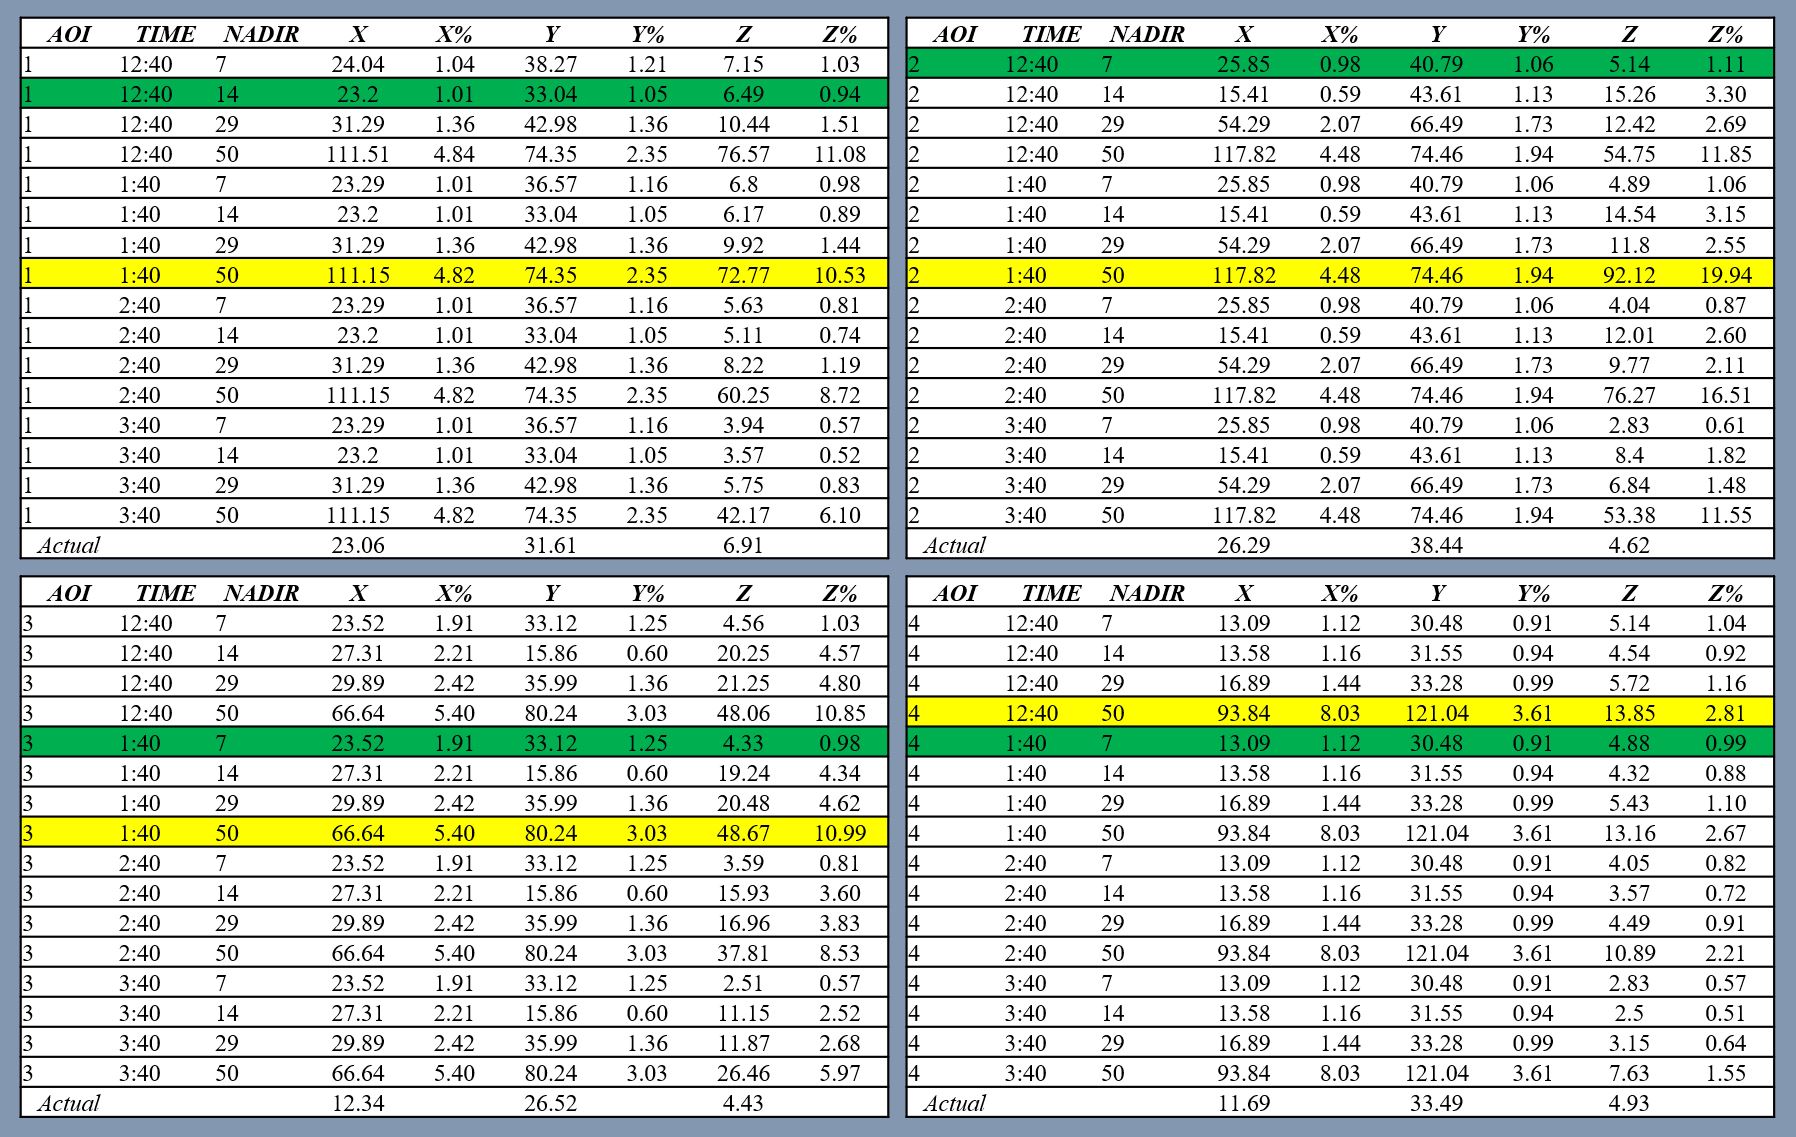 AOI TIME NADIR X X% Y Y% Z Z%
1 12:40 7 24.04 1.04 38.27 1.21 7.15 1.03
1 12:40 14 23.2 1.01 33.04 1.05 6.49 0.94
1 12:40 29 31.29 1.36 42.98 1.36 10.44 1.51
1 12:40 50 111.51 4.84 74.35 2.35 76.57 11.08
1 1:40 7 23.29 1.01 36.57 1.16 6.8 0.98
1 1:40 14 23.2 1.01 33.04 1.05 6.17 0.89
1 1:40 29 31.29 1.36 42.98 1.36 9.92 1.44
1 1:40 50 111.15 4.82 74.35 2.35 72.77 10.53
1 2:40 7 23.29 1.01 36.57 1.16 5.63 0.81
1 2:40 14 23.2 1.01 33.04 1.05 5.11 0.74
1 2:40 29 31.29 1.36 42.98 1.36 8.22 1.19
1 2:40 50 111.15 4.82 74.35 2.35 60.25 8.72
1 3:40 7 23.29 1.01 36.57 1.16 3.94 0.57
1 3:40 14 23.2 1.01 33.04 1.05 3.57 0.52
1 3:40 29 31.29 1.36 42.98 1.36 5.75 0.83
1 3:40 50 111.15 4.82 74.35 2.35 42.17 6.10
Actual 23.06 31.61 6.91
AOI TIME NADIR X X% Y Y% Z Z%
2 12:40 7 25.85 0.98 40.79 1.06 5.14 1.11
2 12:40 14 15.41 0.59 43.61 1.13 15.26 3.30
2 12:40 29 54.29 2.07 66.49 1.73 12.42 2.69
2 12:40 50 117.82 4.48 74.46 1.94 54.75 11.85
2 1:40 7 25.85 0.98 40.79 1.06 4.89 1.06
2 1:40 14 15.41 0.59 43.61 1.13 14.54 3.15
2 1:40 29 54.29 2.07 66.49 1.73 11.8 2.55
2 1:40 50 117.82 4.48 74.46 1.94 92.12 19.94
2 2:40 7 25.85 0.98 40.79 1.06 4.04 0.87
2 2:40 14 15.41 0.59 43.61 1.13 12.01 2.60
2 2:40 29 54.29 2.07 66.49 1.73 9.77 2.11
2 2:40 50 117.82 4.48 74.46 1.94 76.27 16.51
2 3:40 7 25.85 0.98 40.79 1.06 2.83 0.61
2 3:40 14 15.41 0.59 43.61 1.13 8.4 1.82
2 3:40 29 54.29 2.07 66.49 1.73 6.84 1.48
2 3:40 50 117.82 4.48 74.46 1.94 53.38 11.55
Actual 26.29 38.44 4.62
AOI TIME NADIR X X% Y Y% Z Z%
3 12:40 7 23.52 1.91 33.12 1.25 4.56 1.03
3 12:40 14 27.31 2.21 15.86 0.60 20.25 4.57
3 12:40 29 29.89 2.42 35.99 1.36 21.25 4.80
3 12:40 50 66.64 5.40 80.24 3.03 48.06 10.85
3 1:40 7 23.52 1.91 33.12 1.25 4.33 0.98
3 1:40 14 27.31 2.21 15.86 0.60 19.24 4.34
3 1:40 29 29.89 2.42 35.99 1.36 20.48 4.62
3 1:40 50 66.64 5.40 80.24 3.03 48.67 10.99
3 2:40 7 23.52 1.91 33.12 1.25 3.59 0.81
3 2:40 14 27.31 2.21 15.86 0.60 15.93 3.60
3 2:40 29 29.89 2.42 35.99 1.36 16.96 3.83
3 2:40 50 66.64 5.40 80.24 3.03 37.81 8.53
3 3:40 7 23.52 1.91 33.12 1.25 2.51 0.57
3 3:40 14 27.31 2.21 15.86 0.60 11.15 2.52
3 3:40 29 29.89 2.42 35.99 1.36 11.87 2.68
3 3:40 50 66.64 5.40 80.24 3.03 26.46 5.97
Actual 12.34 26.52 4.43
AOI TIME NADIR X X% Y Y% Z Z%
4 12:40 7 13.09 1.12 30.48 0.91 5.14 1.04
4 12:40 14 13.58 1.16 31.55 0.94 4.54 0.92
4 12:40 29 16.89 1.44 33.28 0.99 5.72 1.16
4 12:40 50 93.84 8.03 121.04 3.61 13.85 2.81
4 1:40 7 13.09 1.12 30.48 0.91 4.88 0.99
4 1:40 14 13.58 1.16 31.55 0.94 4.32 0.88
4 1:40 29 16.89 1.44 33.28 0.99 5.43 1.10
4 1:40 50 93.84 8.03 121.04 3.61 13.16 2.67
4 2:40 7 13.09 1.12 30.48 0.91 4.05 0.82
4 2:40 14 13.58 1.16 31.55 0.94 3.57 0.72
4 2:40 29 16.89 1.44 33.28 0.99 4.49 0.91
4 2:40 50 93.84 8.03 121.04 3.61 10.89 2.21
4 3:40 7 13.09 1.12 30.48 0.91 2.83 0.57
4 3:40 14 13.58 1.16 31.55 0.94 2.5 0.51
4 3:40 29 16.89 1.44 33.28 0.99 3.15 0.64
4 3:40 50 93.84 8.03 121.04 3.61 7.63 1.55
Actual 11.69 33.49 4.93